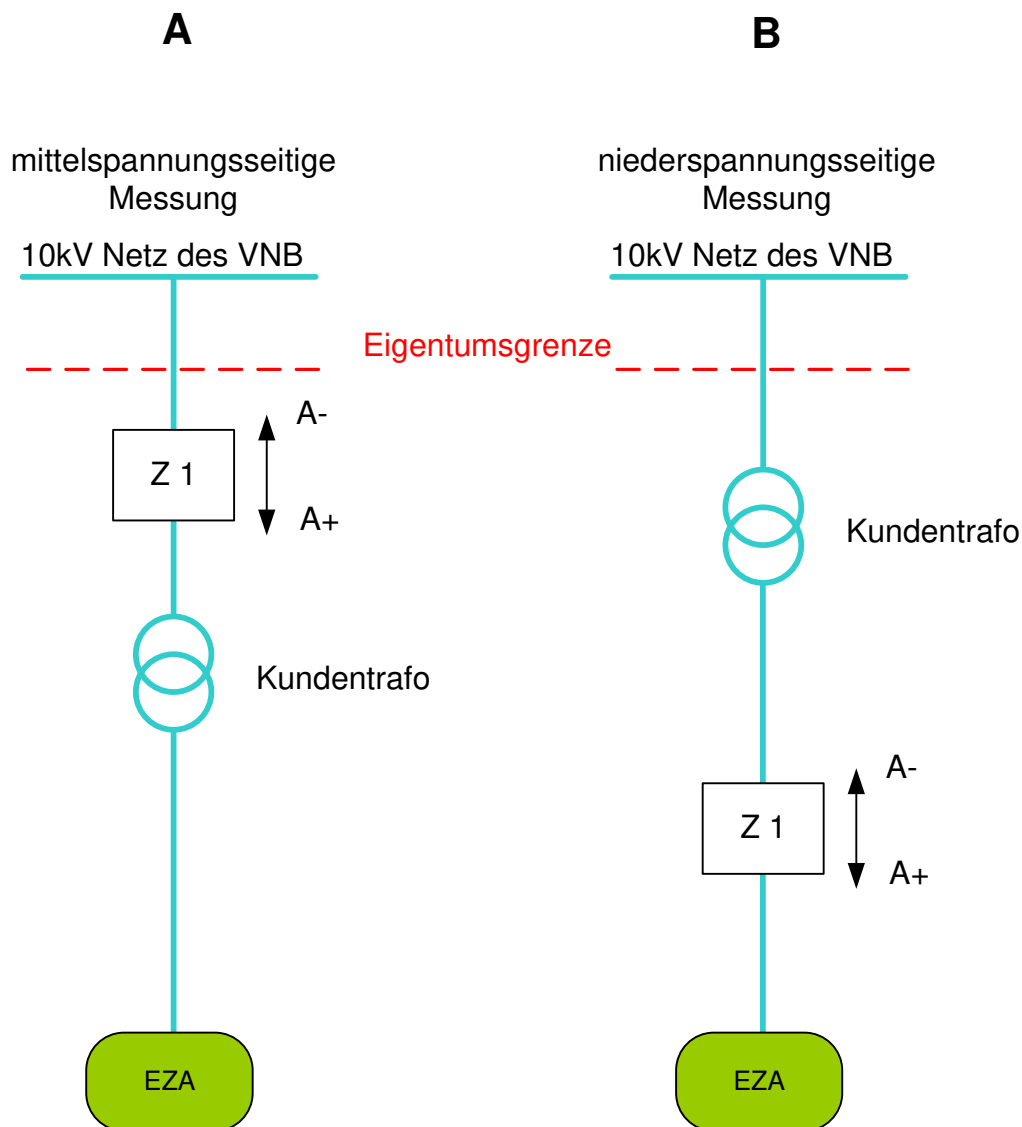 A
B
mittelspannungsseitige
Messung
niederspannungsseitige
Messung
10kV Netz des VNB
10kV Netz des VNB
Eigentumsgrenze
A-
Z 1
A+
Kundentrafo
Kundentrafo
A-
Z 1
A+
EZA
EZA